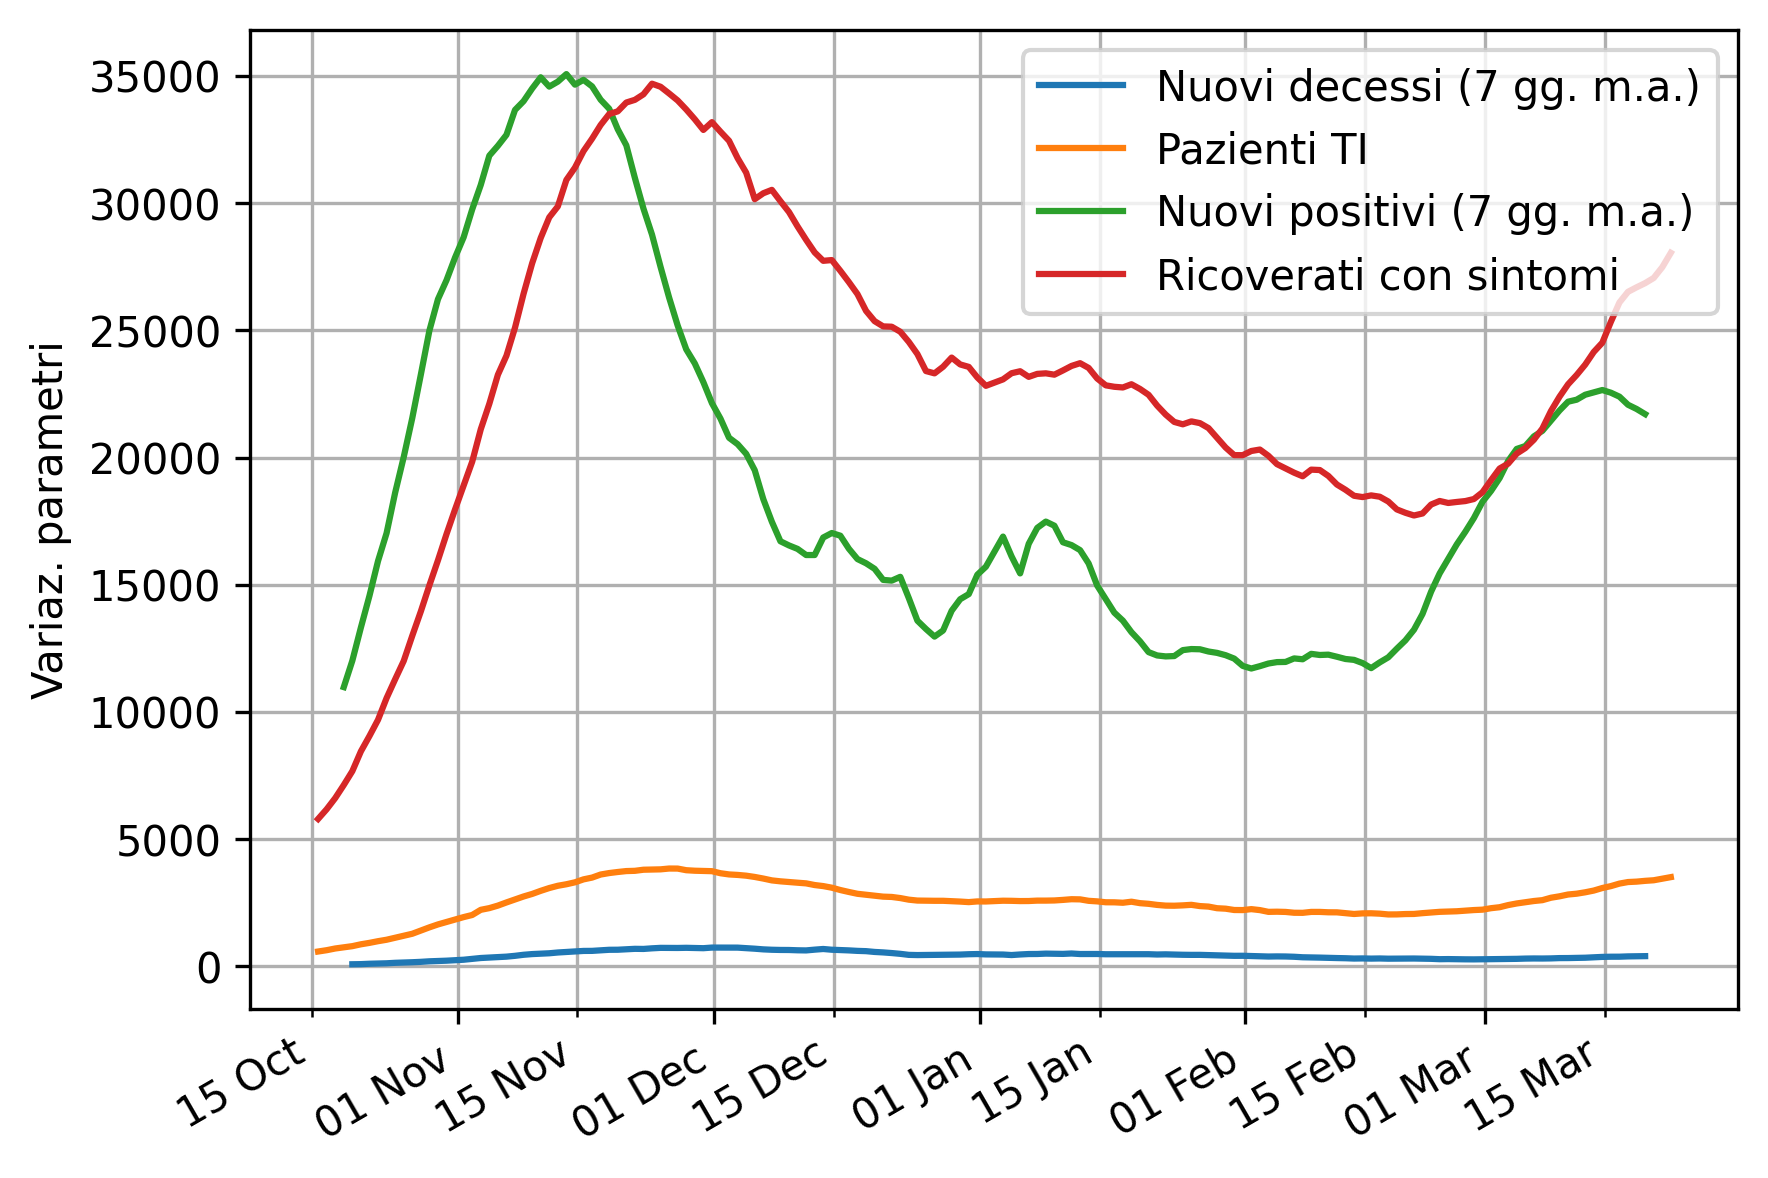 Nuovi decessi (7 gg. m.a.)
Pazienti TI
Nuovi positivi (7 gg. m.a.)
Ricoverati con sintomi
Variaz. parametri
35000
30000
25000
20000
15000
10000
5000
0
15 Oct
01 Nov
15 Nov
01 Dec
15 Dec
01 Jan
15 Jan
01 Feb
15 Feb
01 Mar
15 Mar